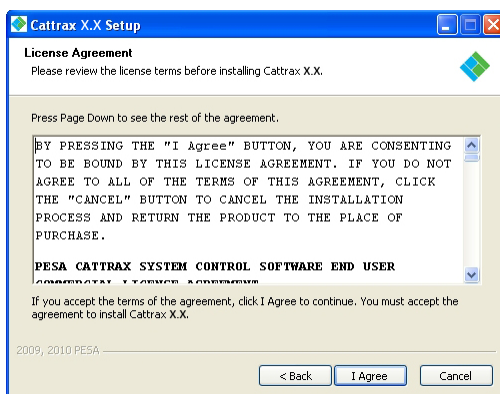 Cattrax X.X Setup
License Agreement
Please review the license terms before installing Cattrax X.X.
Press Page Down to see the rest of the agreement.
BY PRESSING THE "I Agree" BUTTON, YOU ARE CONSENTING
TO BE BOUND BY THIS LICENSE AGREEMENT. IF YOU DO NOT
AGREE TO ALL OF THE TERMS OF THIS AGREEMENT, CLICK
THE "CANCEL" BUTTON TO CANCEL THE INSTALLATION
PROCESS AND RETURN THE PRODUCT TO THE PLACE OF
PURCHASE.
PESA CATTRAX SYSTEM CONTROL SOFTWARE END USER
COMMERCIAL LICENSE AGREEMENT
If you accept the terms of the agreement, click I Agree to continue. You must accept the
agreement to install Cattrax X.X.
2009, 2010 PESA
< Back
I Agree
Cancel